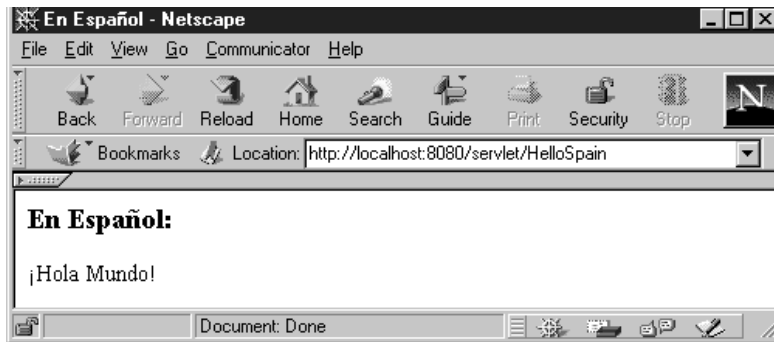 En Español - Netscape
File Edit View Go Communicator Help
Back Forward Reload Home Search Guide Print Security Stop
N
Bookmarks Location: http://localhost:8080/servlet/HelloSpain
En Español:
¡Hola Mundo!
Document: Done